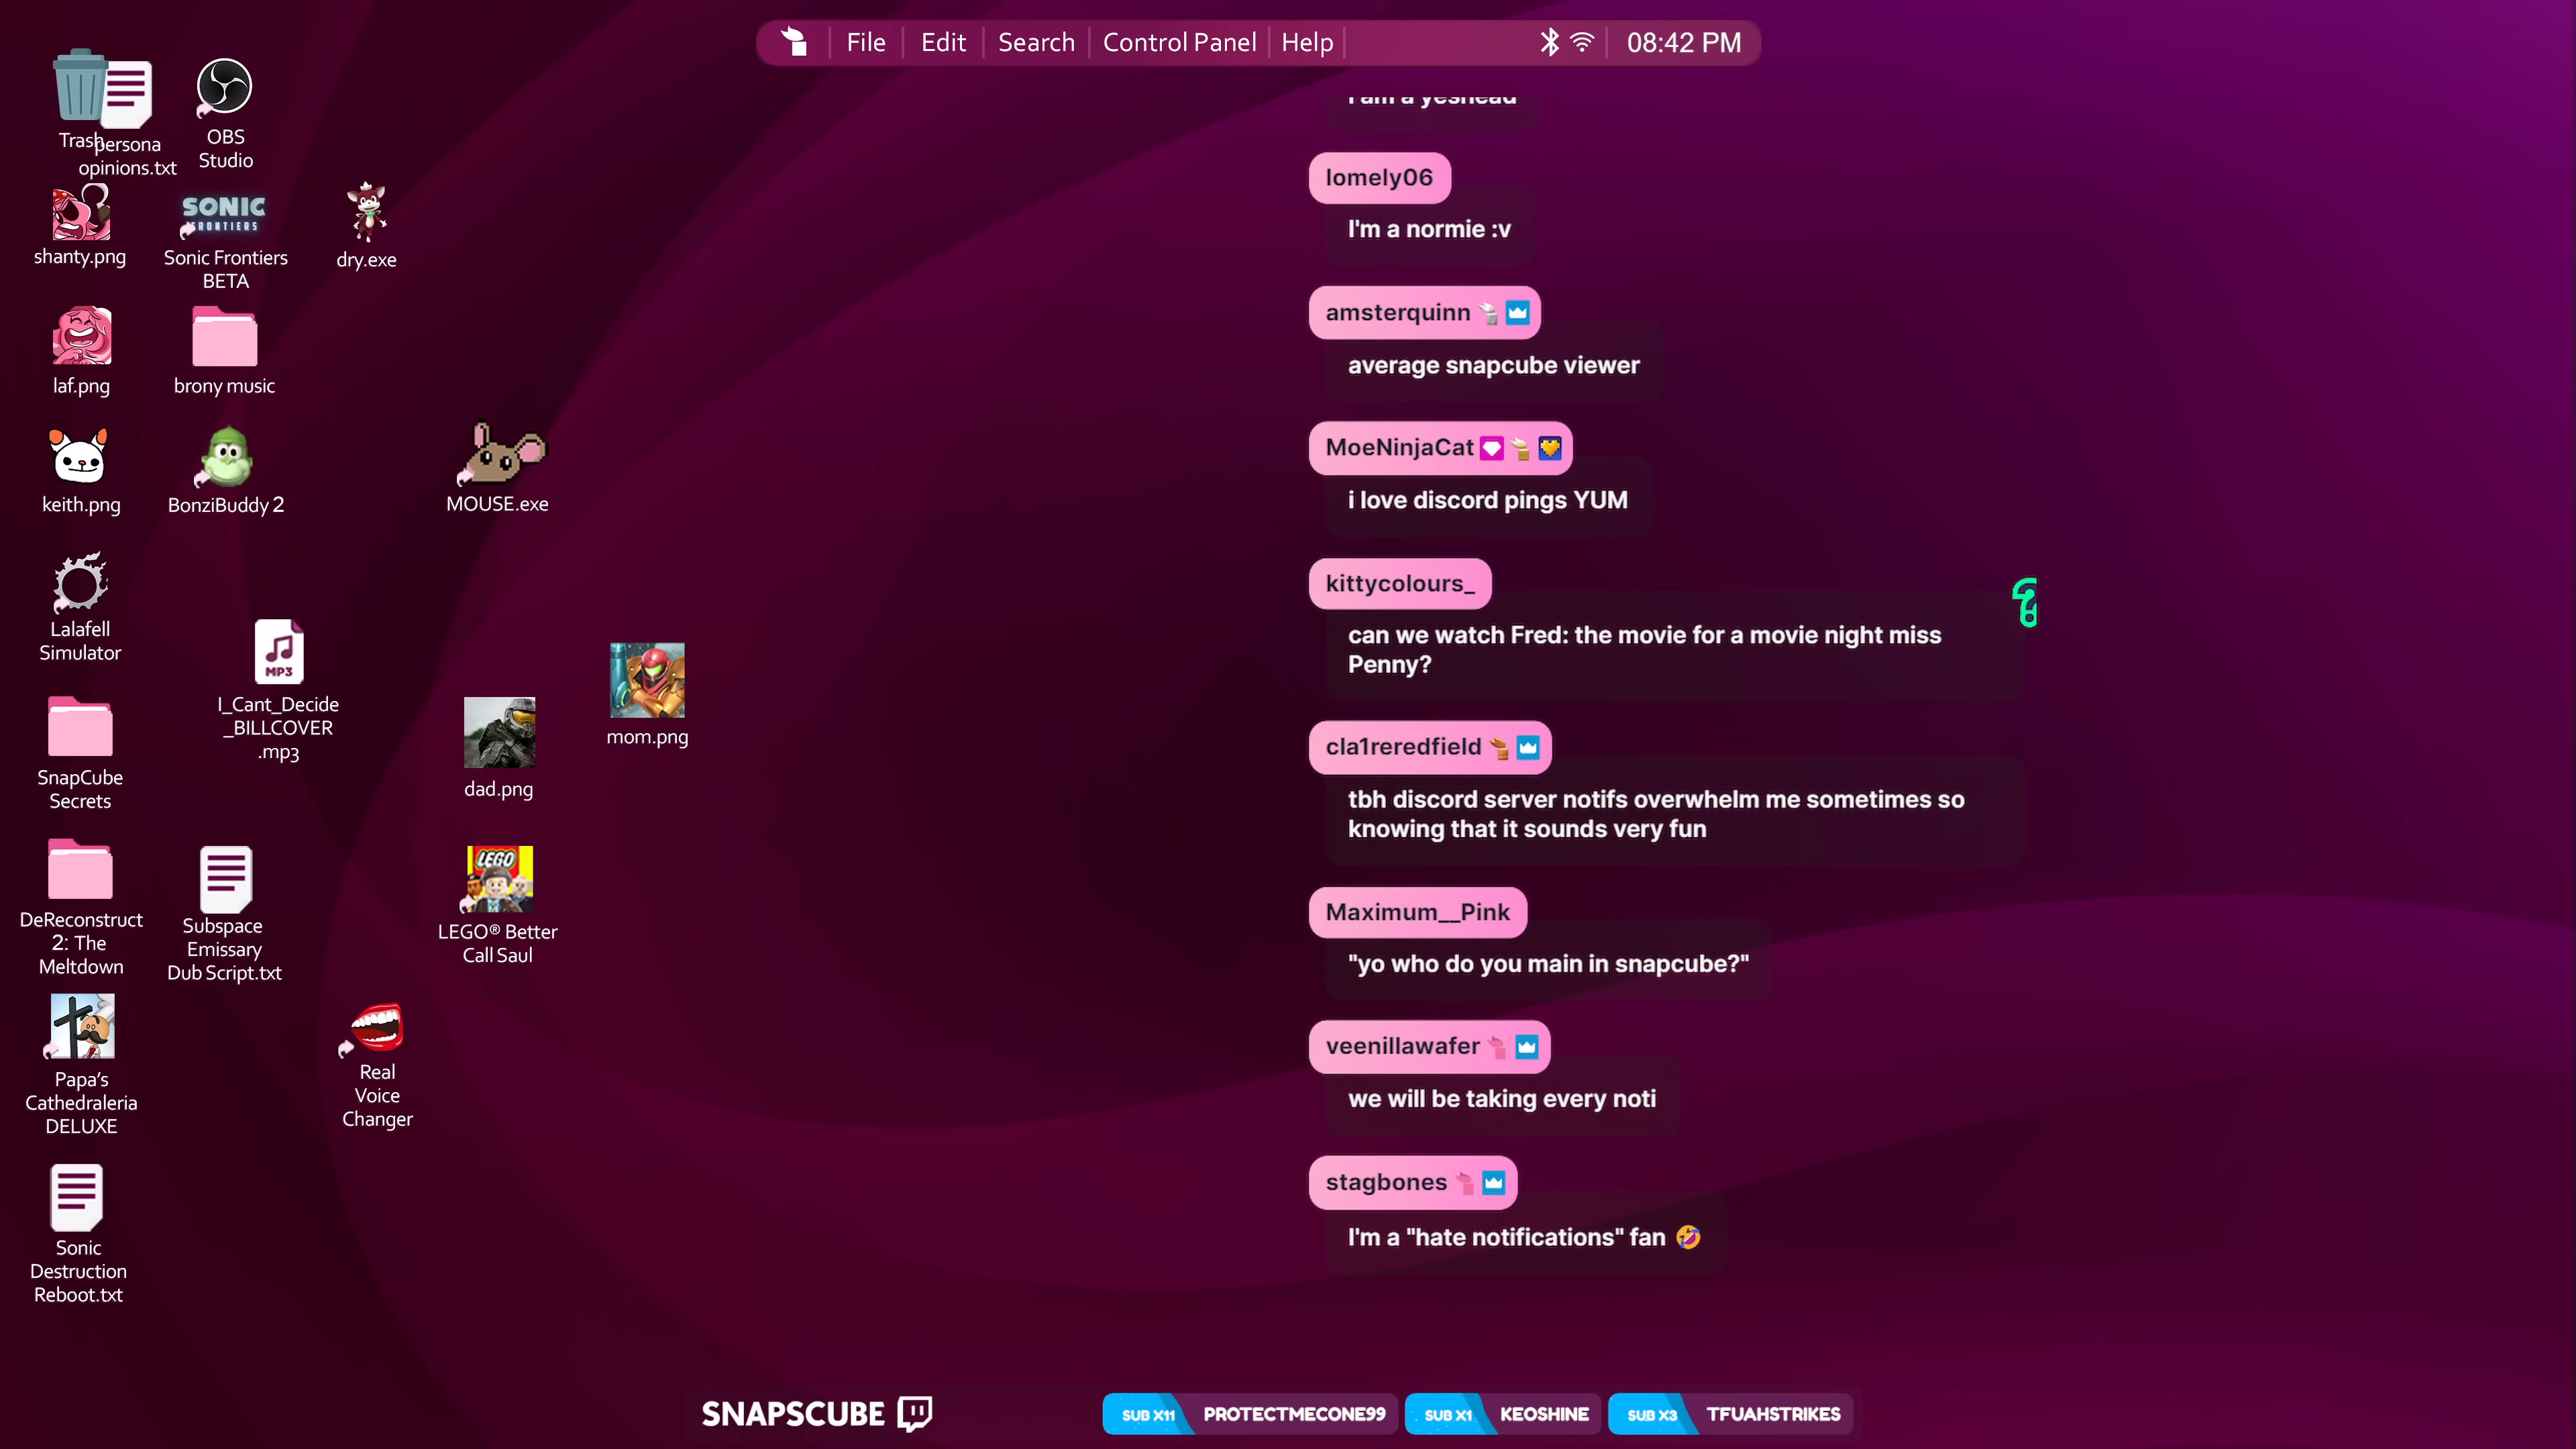 File
Edit
Search
Control Panel
Help
08:42 PM
Trash
persona
opinions.txt
OBS
Studio
shanty.png
SONIC
FRONTIERS
Sonic Frontiers
BETA
dry.exe
laf.png
brony music
keith.png
BonziBuddy 2
MOUSE.exe
Lalafell
Simulator
MP3
I_Cant_Decide
_BILLCOVER
.mp3
mom.png
dad.png
SnapCube
Secrets
DeReconstruct
2: The
Meltdown
Subspace
Emissary
Dub Script.txt
LEGO
LEGO® Better
Call Saul
Papa's
Cathedraleria
DELUXE
Real
Voice
Changer
Sonic
Destruction
Reboot.txt
I am a yeshead
lomely06
I'm a normie :v
amsterquinn
average snapcube viewer
MoeNinjaCat
i love discord pings YUM
kittycolours_
can we watch Fred: the movie for a movie night miss
Penny?
cla1reredfield
tbh discord server notifs overwhelm me sometimes so
knowing that it sounds very fun
Maximum__Pink
"yo who do you main in snapcube?"
veenillawafer
we will be taking every noti
stagbones
I'm a "hate notifications" fan 🤣
SNAPSCUBE
SUB X11 PROTECTMECONE99
SUB X1 KEOSHINE
SUB X3 TFUAHSTRIKES